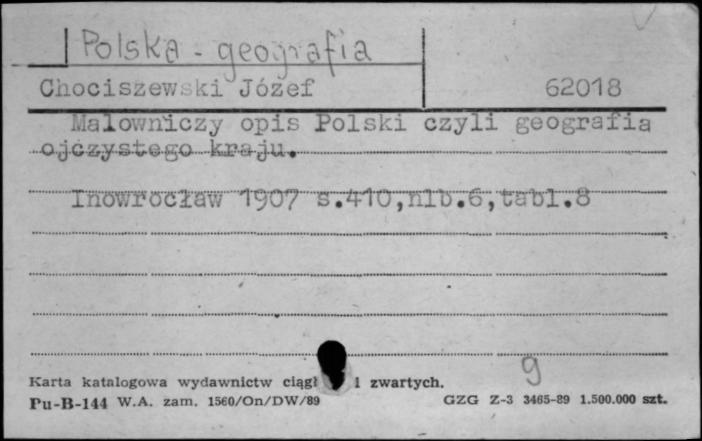 Polska - geografia
Chociszewski Józef 62018
Malowniczy opis Polski czyli geografia
ojczystego kraju.
Inowrocław 1907 s.410,nlb.6,tabl.8
9
Karta katalogowa wydawnictw ciągł i zwartych.
Pu-B-144 W.A. zam. 1560/On/DW/89 GZG Z-3 3465-89 1.500.000 szt.